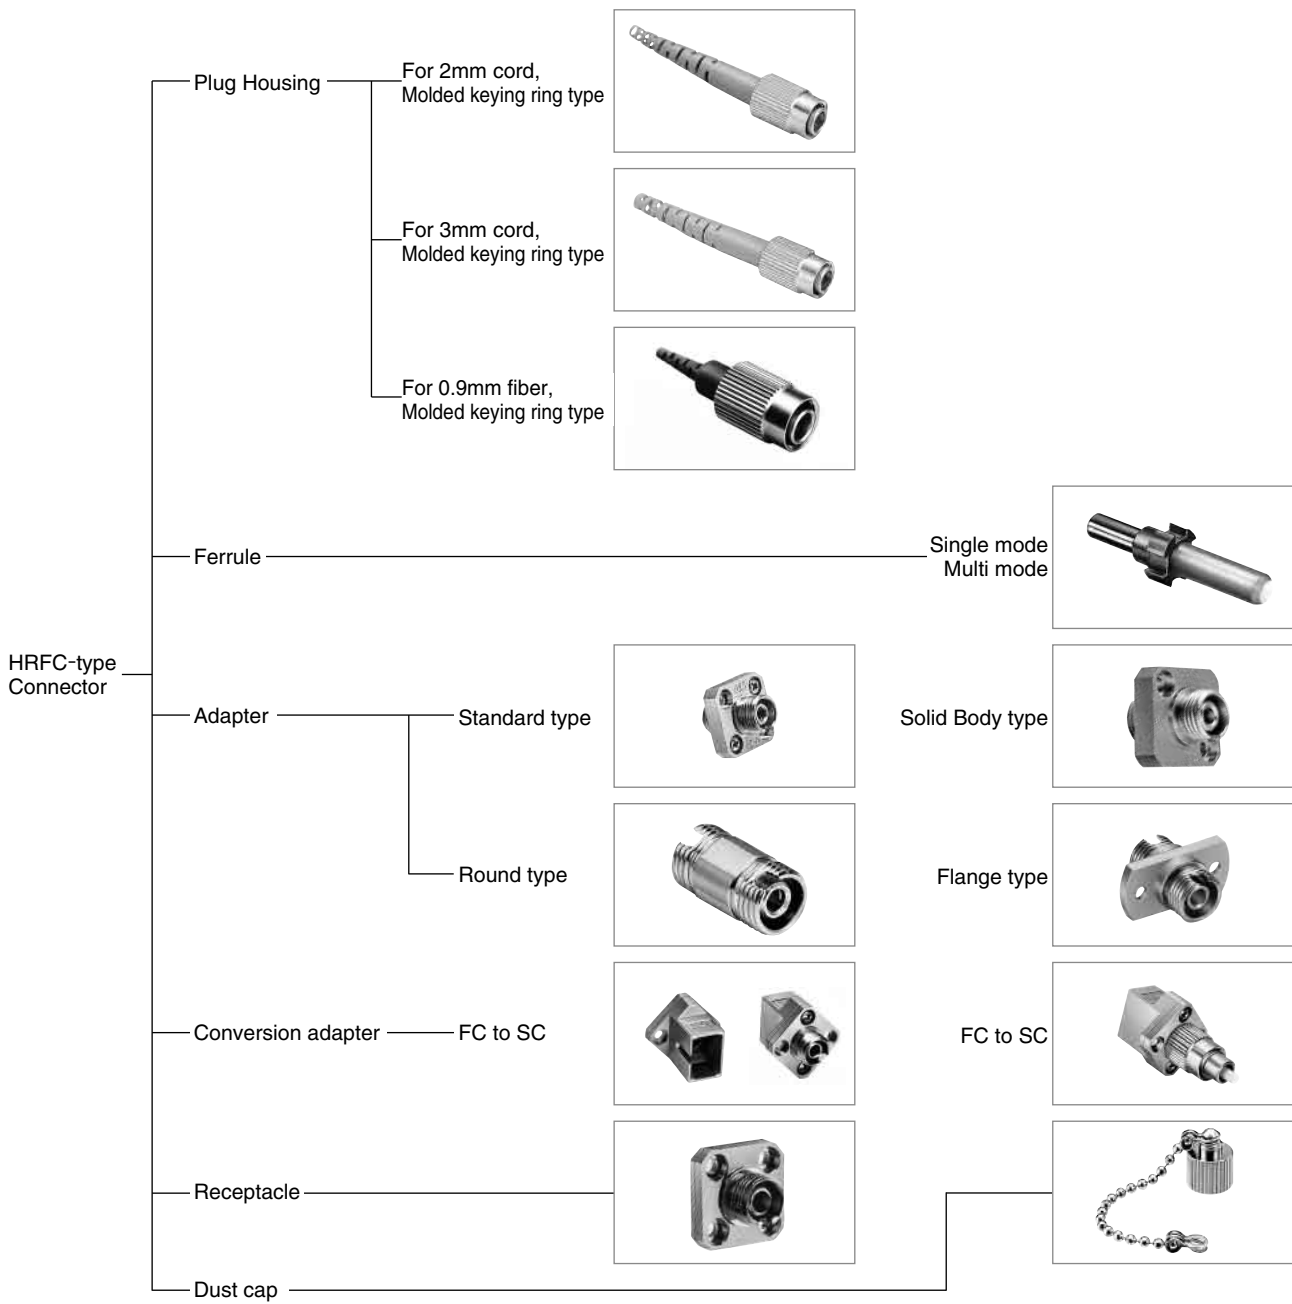 HRFC-type
Connector
Plug Housing
For 2mm cord,
Molded keying ring type
For 3mm cord,
Molded keying ring type
For 0.9mm fiber,
Molded keying ring type
Ferrule
Single mode
Multi mode
Adapter
Standard type
Solid Body type
Round type
Flange type
Conversion adapter
FC to SC
FC to SC
Receptacle
Dust cap